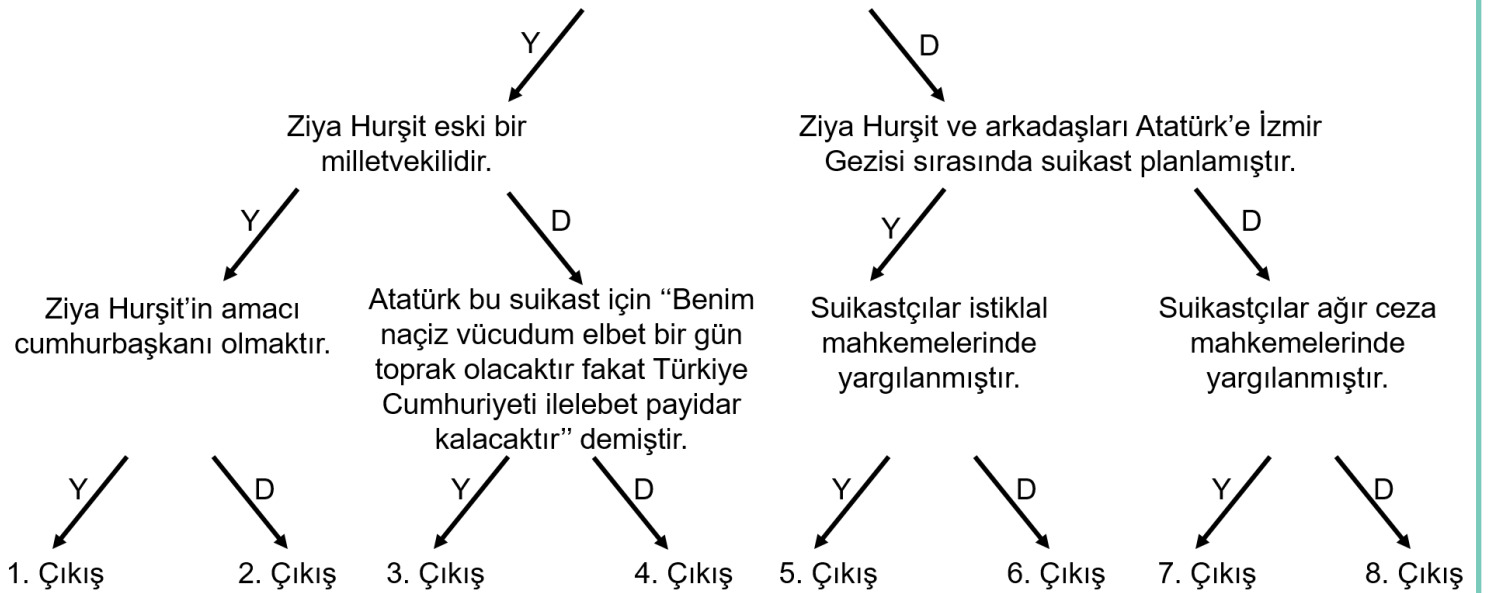 Y
D
Ziya Hurşit eski bir
milletvekilidir.
Ziya Hurşit ve arkadaşları Atatürk’e İzmir
Gezisi sırasında suikast planlamıştır.
Y
D
Y
D
Ziya Hurşit’in amacı
cumhurbaşkanı olmaktır.
Atatürk bu suikast için ‘‘Benim
naçiz vücudum elbet bir gün
toprak olacaktır fakat Türkiye
Cumhuriyeti ilelebet payidar
kalacaktır’’ demiştir.
Suikastçılar istiklal
mahkemelerinde
yargılanmıştır.
Suikastçılar ağır ceza
mahkemelerinde
yargılanmıştır.
Y
D
Y
D
Y
D
Y
D
1. Çıkış
2. Çıkış
3. Çıkış
4. Çıkış
5. Çıkış
6. Çıkış
7. Çıkış
8. Çıkış